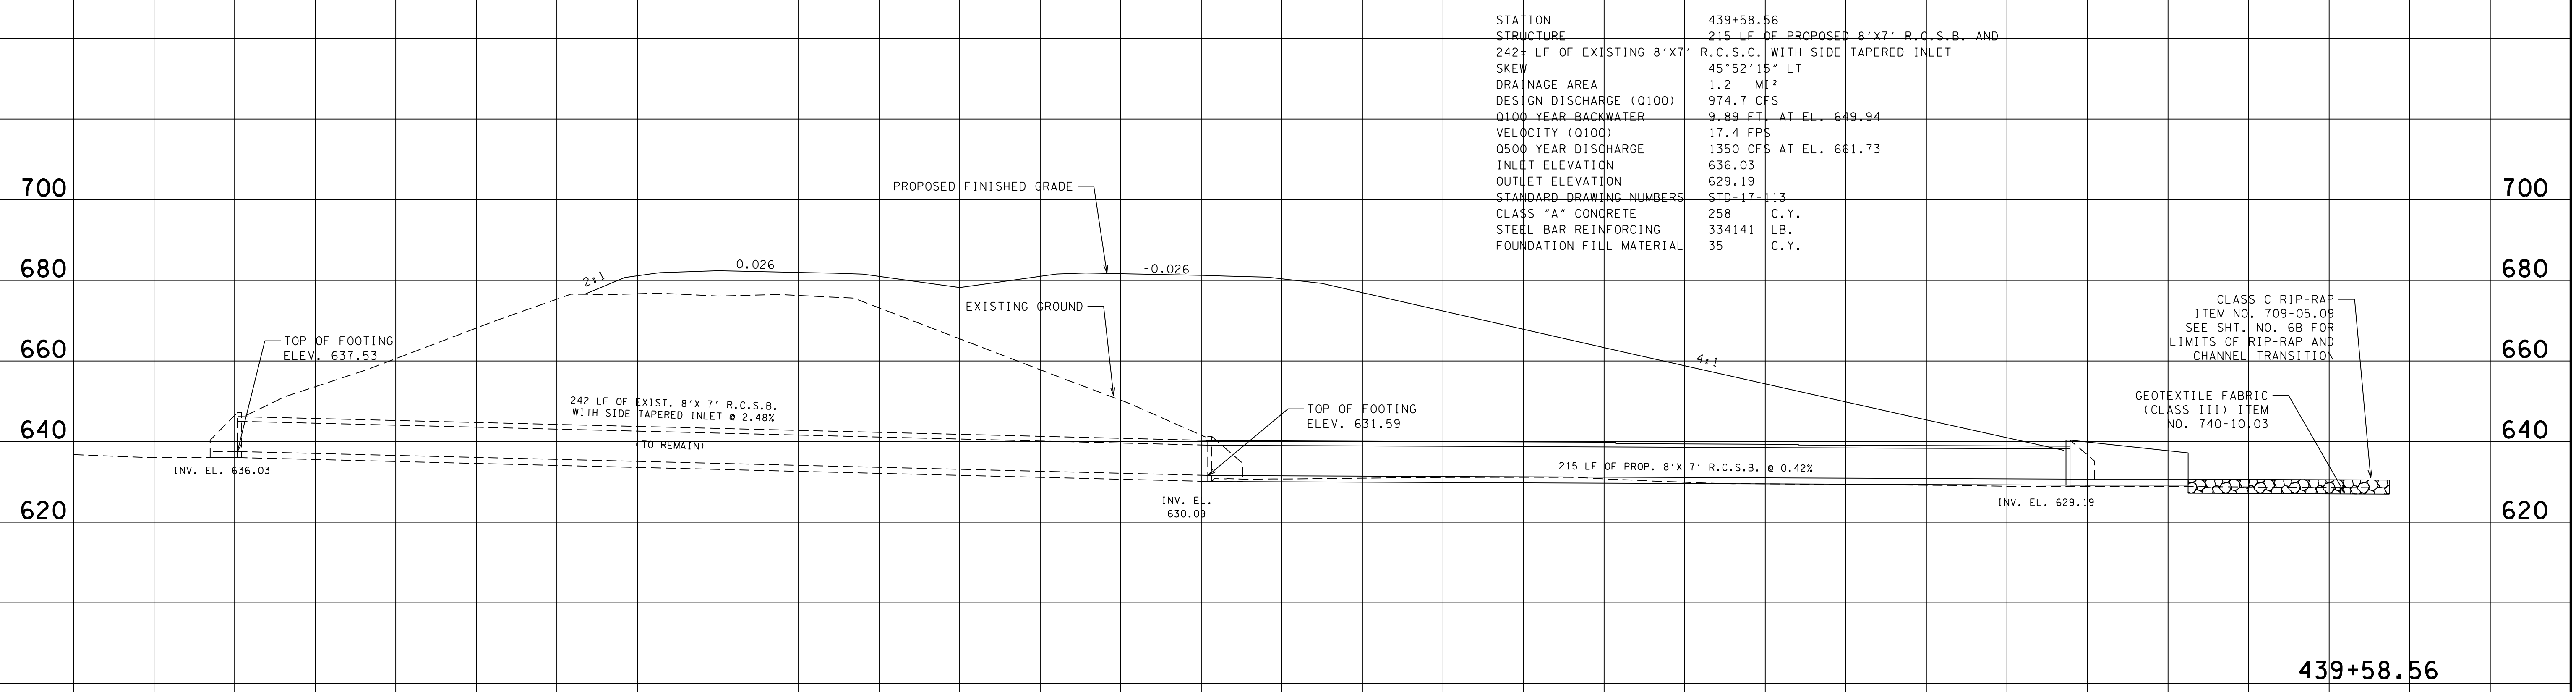 STATION 439+58.56
STRUCTURE 215 LF OF PROPOSED 8'X7' R.C.S.B. AND
242± LF OF EXISTING 8'X7' R.C.S.C. WITH SIDE TAPERED INLET
SKEW 45°52'15" LT
DRAINAGE AREA 1.2 MI²
DESIGN DISCHARGE (Q100) 974.7 CFS
Q100 YEAR BACKWATER 9.89 FT. AT EL. 649.94
VELOCITY (Q100) 17.4 FPS
Q500 YEAR DISCHARGE 1350 CFS AT EL. 661.73
INLET ELEVATION 636.03
OUTLET ELEVATION 629.19
STANDARD DRAWING NUMBERS STD-17-113
CLASS "A" CONCRETE 258 C.Y.
STEEL BAR REINFORCING 334141 LB.
FOUNDATION FILL MATERIAL 35 C.Y.
700
700
PROPOSED FINISHED GRADE
680
680
2:1
0.026
-0.026
EXISTING GROUND
CLASS C RIP-RAP
ITEM NO. 709-05.09
SEE SHT. NO. 6B FOR
LIMITS OF RIP-RAP AND
CHANNEL TRANSITION
660
660
TOP OF FOOTING
ELEV. 637.53
4:1
GEOTEXTILE FABRIC
(CLASS III) ITEM
NO. 740-10.03
242 LF OF EXIST. 8'X 7' R.C.S.B.
WITH SIDE TAPERED INLET @ 2.48%
(TO REMAIN)
TOP OF FOOTING
ELEV. 631.59
640
640
INV. EL. 636.03
215 LF OF PROP. 8'X 7' R.C.S.B. @ 0.42%
INV. EL.
630.09
INV. EL. 629.19
620
620
439+58.56